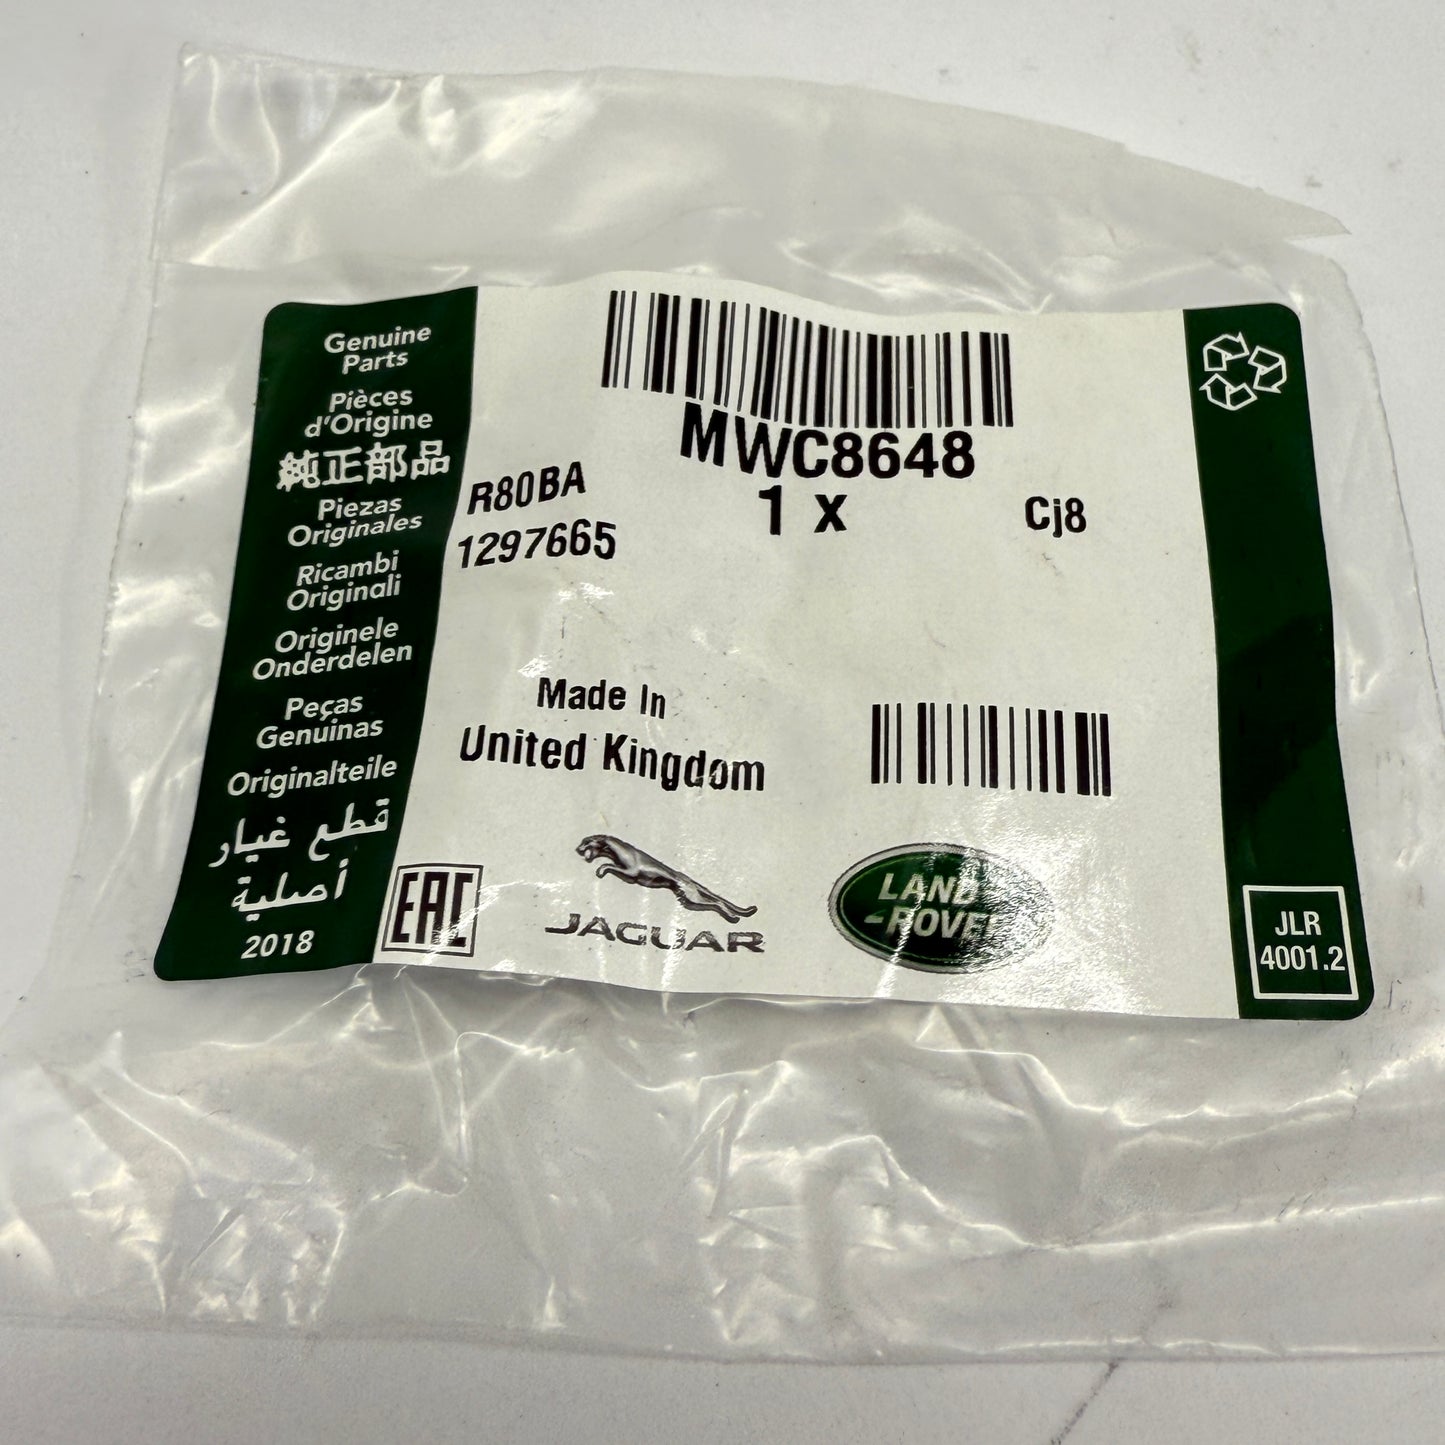 Genuine
Parts
Pièces
d'Origine
純正部品
Piezas
Originales
Ricambi
Originali
Originele
Onderdelen
Peças
Genuinas
Originalteile
قطع غيار
أصلية
2018
MWC8648
R80BA
1 x
Cj8
1297665
Made In
United Kingdom
EAC
JAGUAR
LAND
ROVER
JLR
4001.2